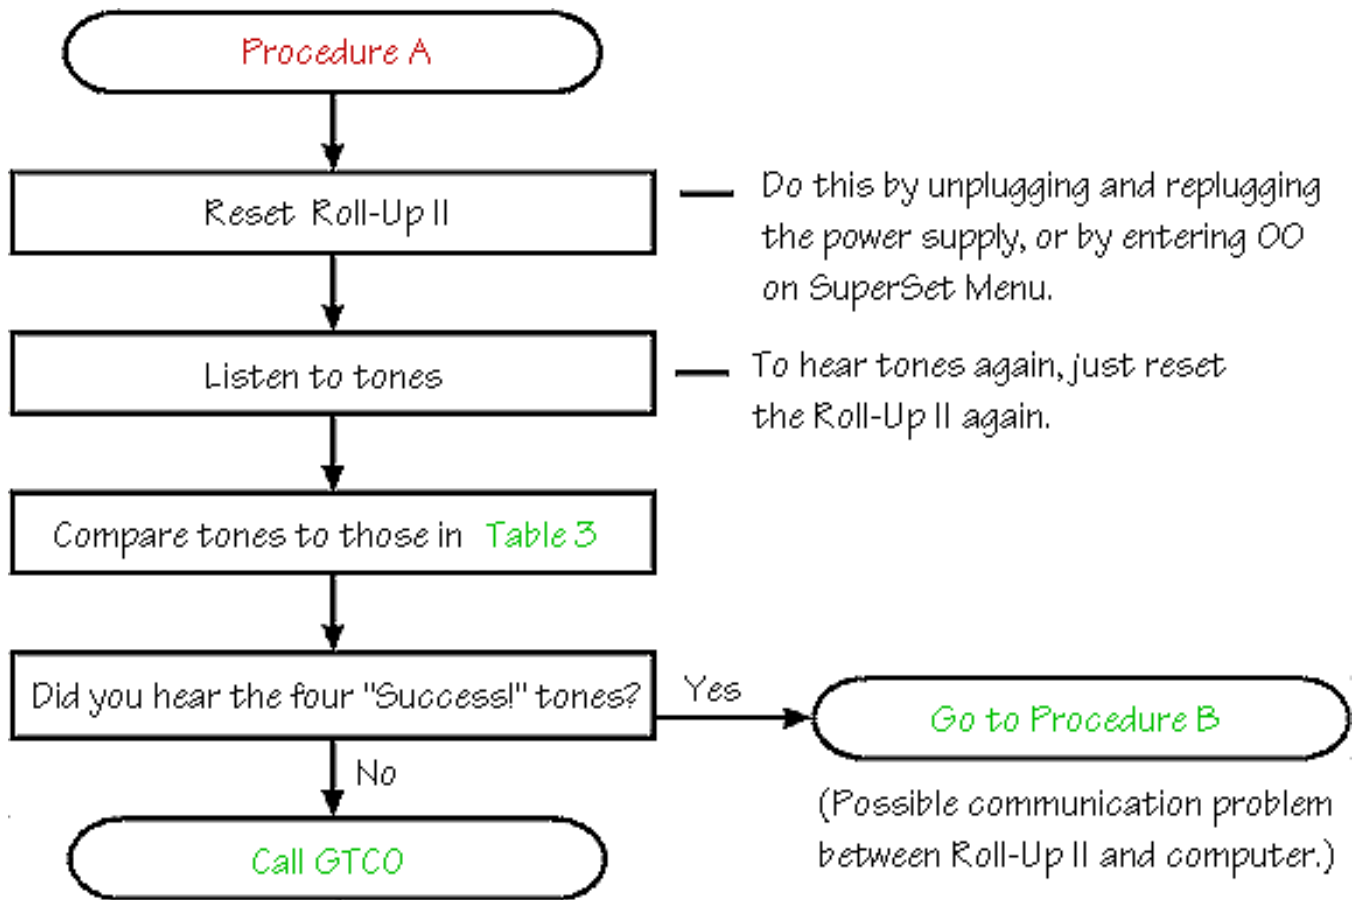 Procedure A
Reset Roll-Up II
Do this by unplugging and replugging
the power supply, or by entering 00
on SuperSet Menu.
Listen to tones
To hear tones again, just reset
the Roll-Up II again.
Compare tones to those in Table 3
Did you hear the four "Success!" tones?
Yes
Go to Procedure B
(Possible communication problem
between Roll-Up II and computer.)
No
Call GTCO